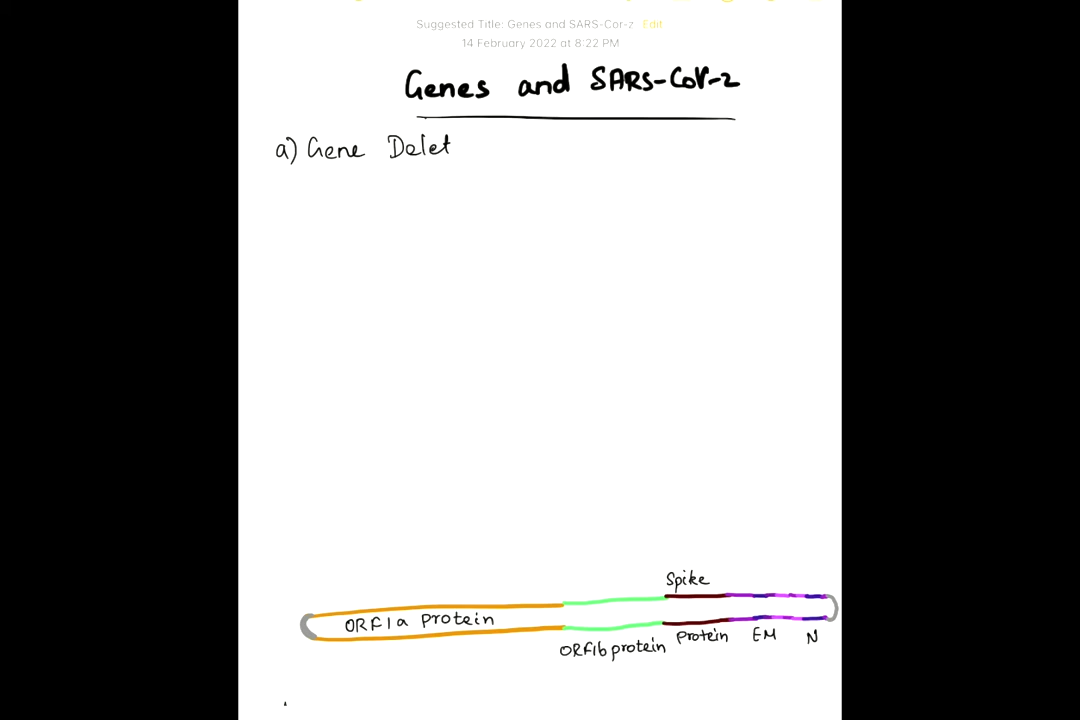 Suggested Title: Genes and SARS-Cor-z Edit
14 February 2022 at 8:22 PM
Genes and SARS-CoV-2
a) Gene Delet
Spike
ORF1a Protein
ORF1b protein Protein EM N